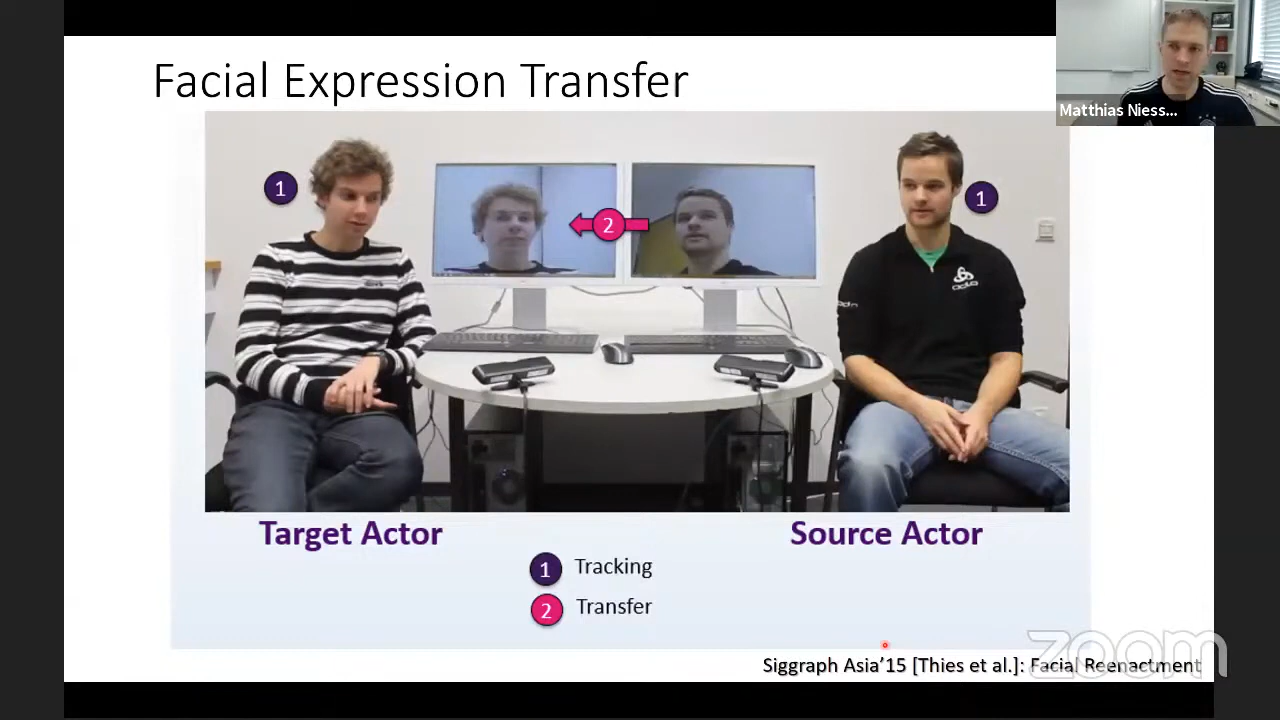 Facial Expression Transfer
Matthias Niess...
1
2
1
odlo
Target Actor
Source Actor
1 Tracking
2 Transfer
zoom
Siggraph Asia’15 [Thies et al.]: Facial Reenactment